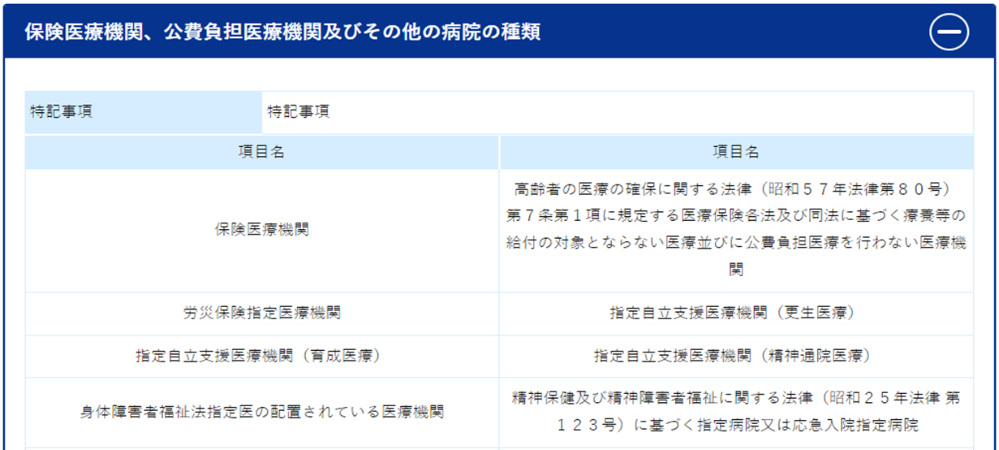 保険医療機関、公費負担医療機関及びその他の病院の種類
特記事項 特記事項
項目名 項目名
保険医療機関
高齢者の医療の確保に関する法律（昭和５７年法律第８０号）
第７条第１項に規定する医療保険各法及び同法に基づく療養等の
給付の対象とならない医療並びに公費負担医療を行わない医療機
関
労災保険指定医療機関 指定自立支援医療機関（更生医療）
指定自立支援医療機関（育成医療） 指定自立支援医療機関（精神通院医療）
身体障害者福祉法指定医の配置されている医療機関
精神保健及び精神障害者福祉に関する法律（昭和２５年法律 第
１２３号）に基づく指定病院又は応急入院指定病院